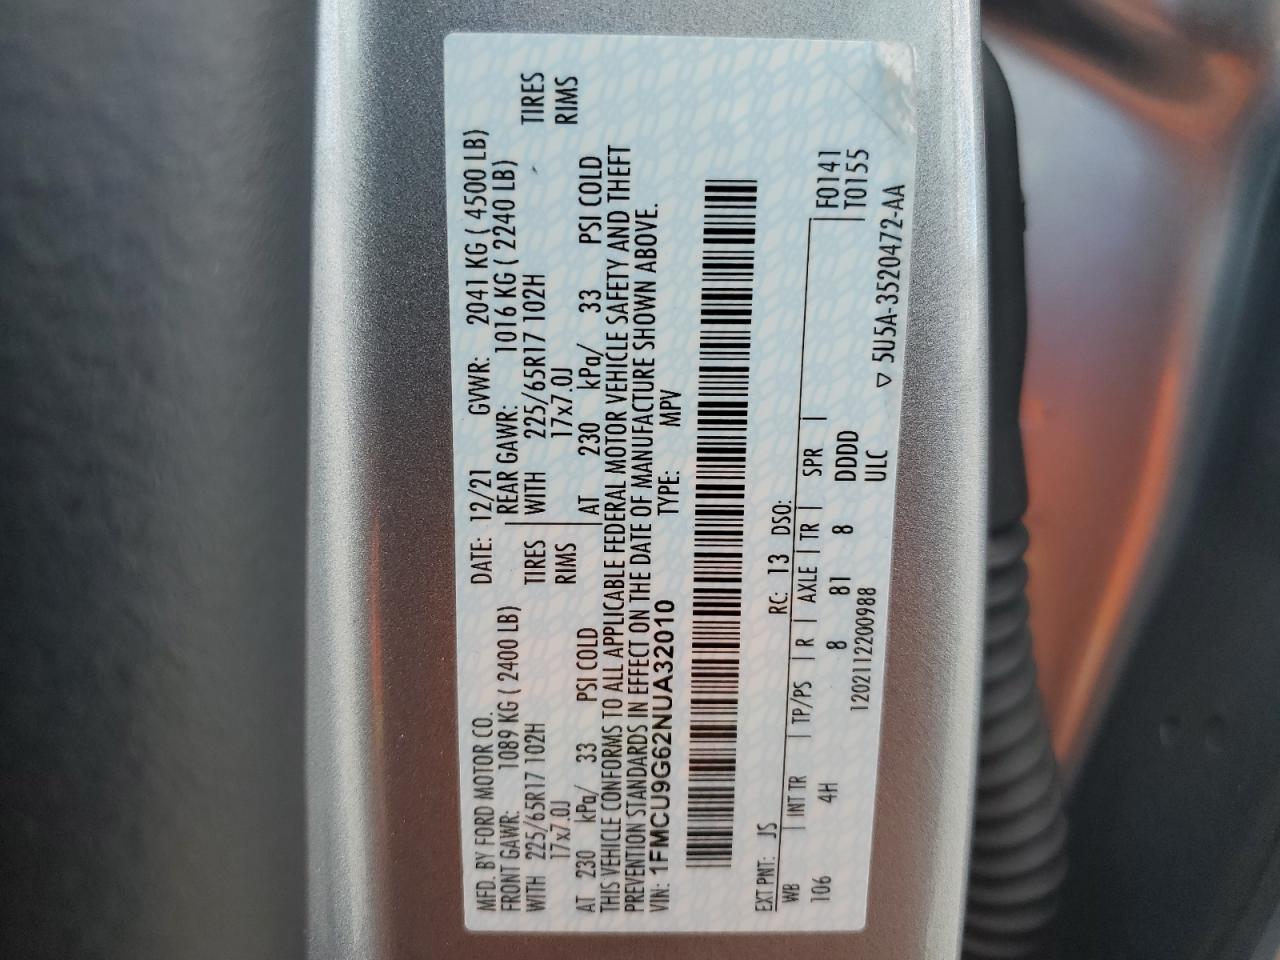 MFD. BY FORD MOTOR CO. DATE: 12/21 GVWR: 2041 KG ( 4500 LB)
FRONT GAWR: 1089 KG ( 2400 LB) REAR GAWR: 1016 KG ( 2240 LB)
WITH 225/65R17 102H TIRES WITH 225/65R17 102H TIRES
17x7.0J RIMS 17x7.0J RIMS
AT 230 kPa/ 33 PSI COLD AT 230 kPa/ 33 PSI COLD
THIS VEHICLE CONFORMS TO ALL APPLICABLE FEDERAL MOTOR VEHICLE SAFETY AND THEFT
PREVENTION STANDARDS IN EFFECT ON THE DATE OF MANUFACTURE SHOWN ABOVE.
VIN: 1FMCU9G62NUA32010 TYPE: MPV
EXT PNT: JS RC: 13 DSO:
WB INT TR TP/PS R AXLE TR SPR F0141
106 4H 8 81 8 DDDD T0155
1202112200988 ULC ▽ 5U5A-3520472-AA